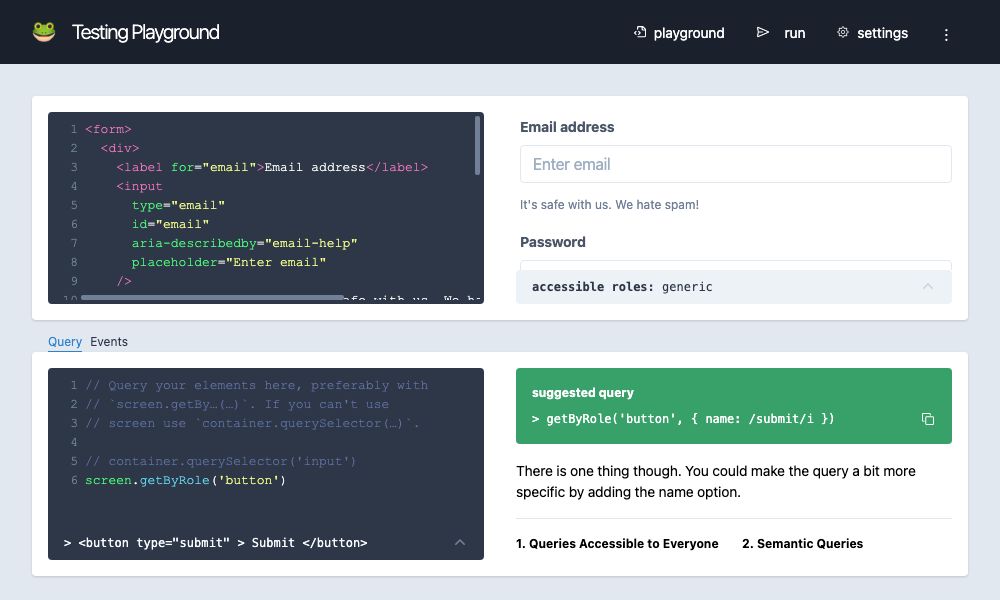 Testing Playground
playground
run
settings
1 <form>
2 <div>
3 <label for="email">Email address</label>
4 <input
5 type="email"
6 id="email"
7 aria-describedby="email-help"
8 placeholder="Enter email"
9 />
10 safe with us. We
Email address
Enter email
It's safe with us. We hate spam!
Password
accessible roles: generic
Query Events
1 // Query your elements here, preferably with
2 // `screen.getBy…(…)`. If you can't use
3 // screen use `container.querySelector(…)`.
4
5 // container.querySelector('input')
6 screen.getByRole('button')
> <button type="submit" > Submit </button>
suggested query
> getByRole('button', { name: /submit/i })
There is one thing though. You could make the query a bit more
specific by adding the name option.
1. Queries Accessible to Everyone
2. Semantic Queries